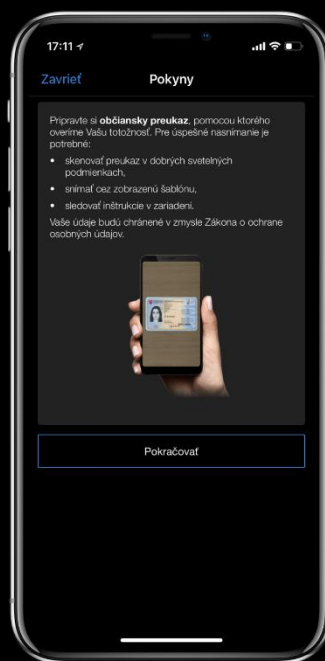 17:11
Zavrieť
Pokyny
Pripravte si občiansky preukaz, pomocou ktorého
overíme Vašu totožnosť. Pre úspešné nasnímanie je
potrebné:
• skenovať preukaz v dobrých svetelných
podmienkach,
• snímať cez zobrazenú šablónu,
• sledovať inštrukcie v zariadení.
Vaše údaje budú chránené v zmysle Zákona o ochrane
osobných údajov.
Pokračovať